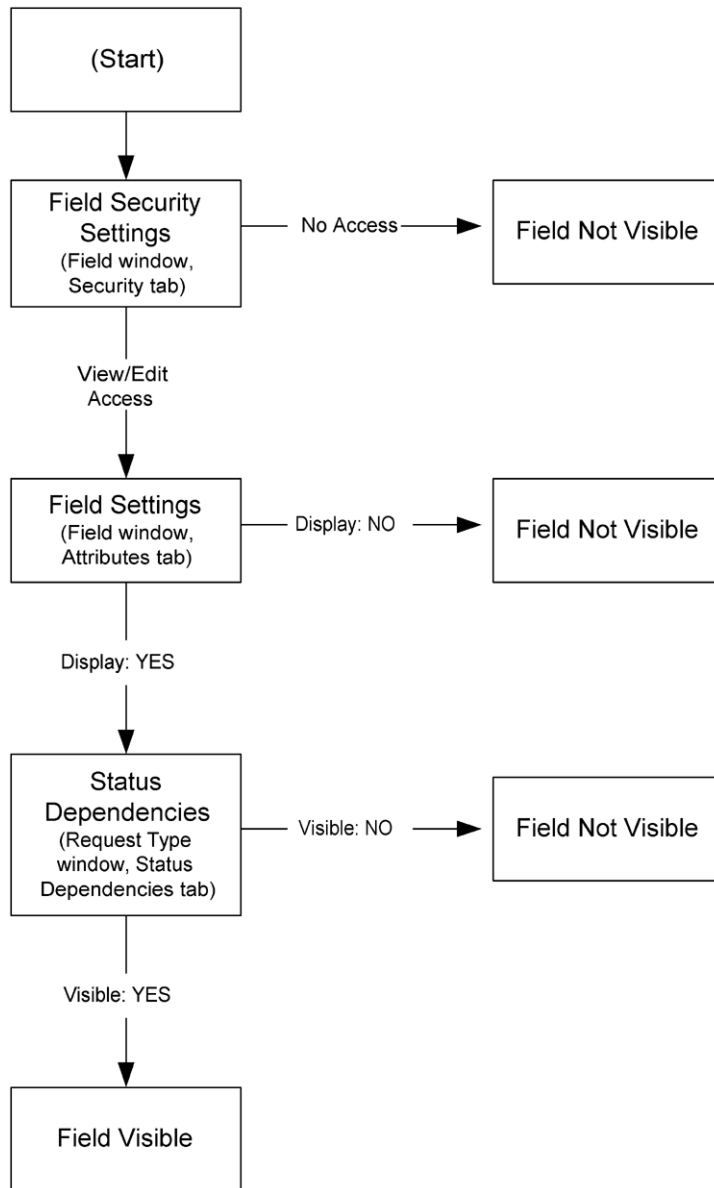 (Start)
Field Security
Settings
(Field window,
Security tab)
No Access
Field Not Visible
View/Edit
Access
Field Settings
(Field window,
Attributes tab)
Display: NO
Field Not Visible
Display: YES
Status
Dependencies
(Request Type
window, Status
Dependencies tab)
Visible: NO
Field Not Visible
Visible: YES
Field Visible